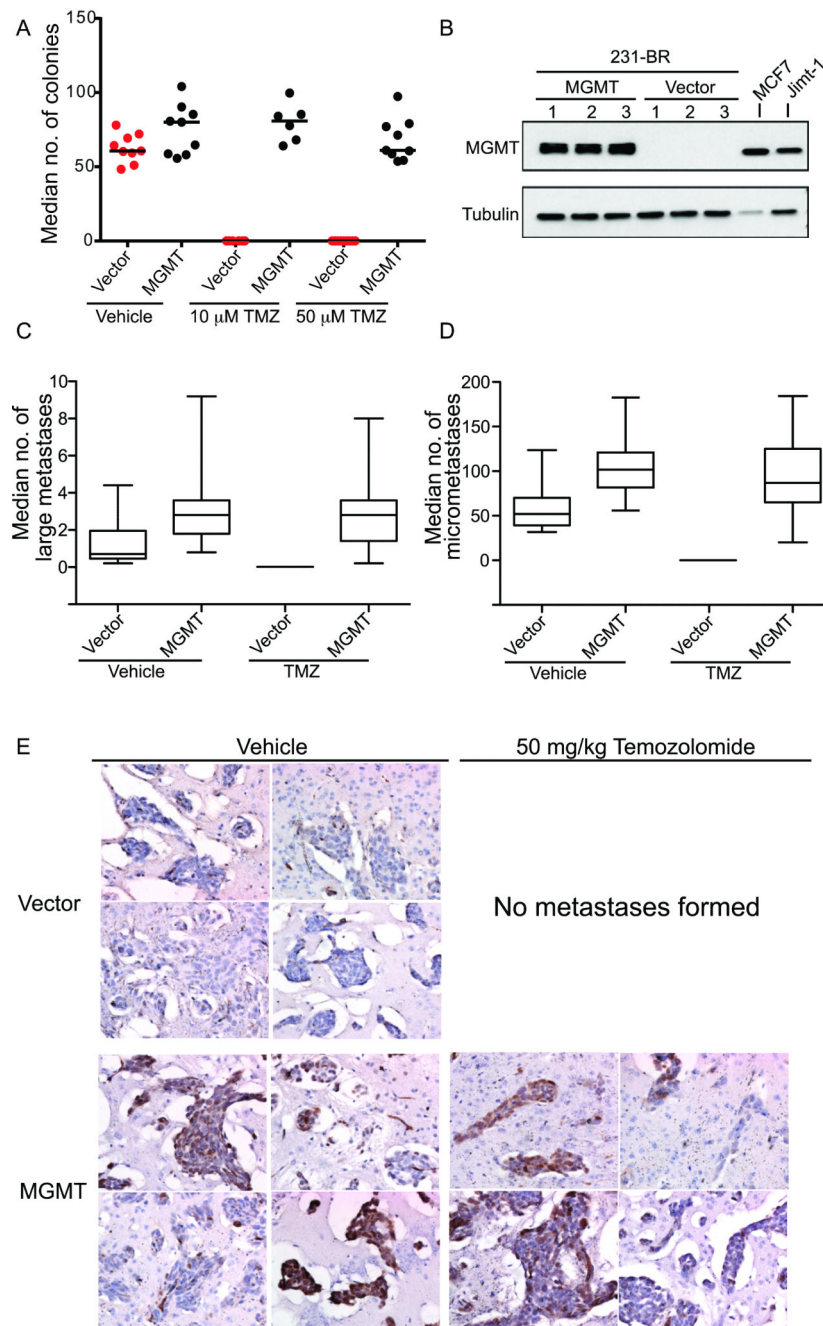 A
Median no. of colonies
150
100
50
0
Vector
MGMT
Vector
MGMT
Vector
MGMT
Vehicle
10 μM TMZ
50 μM TMZ
B
231-BR
MGMT
Vector
MCF7
Jimt-1
1 2 3 1 2 3
MGMT
Tubulin
C
Median no. of
large metastases
10
8
6
4
2
0
Vector
MGMT
Vector
MGMT
Vehicle
TMZ
D
Median no. of
micrometastases
200
150
100
50
0
Vector
MGMT
Vector
MGMT
Vehicle
TMZ
E
Vehicle
50 mg/kg Temozolomide
Vector
No metastases formed
MGMT